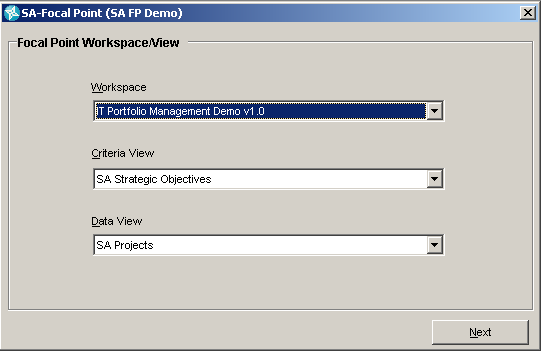 SA-Focal Point (SA FP Demo)
Focal Point Workspace/View
Workspace
IT Portfolio Management Demo v1.0
Criteria View
SA Strategic Objectives
Data View
SA Projects
Next